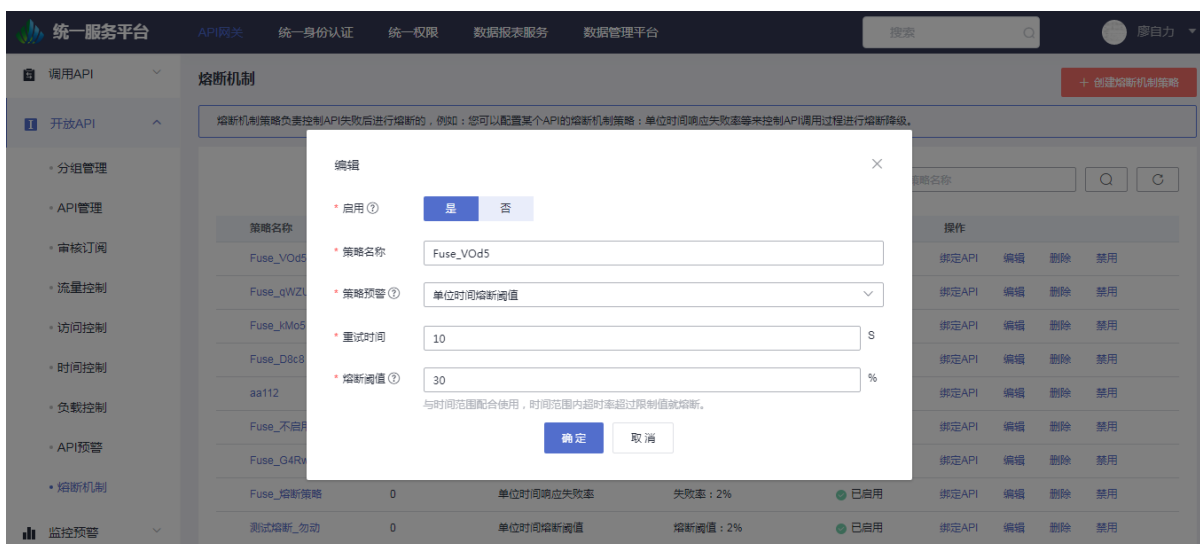 统一服务平台 API网关 统一身份认证 统一权限 数据报表服务 数据管理平台 搜索 廖自力
调用API
熔断机制
+ 创建熔断机制策略
开放API
熔断机制策略负责控制API失败后进行熔断的，例如：您可以配置某个API的熔断机制策略：单位时间响应失败率等来控制API调用过程进行熔断降级。
分组管理
API管理
审核订阅
流量控制
访问控制
时间控制
负载控制
API预警
熔断机制
监控预警
编辑
* 启用 ? 是 否
* 策略名称 Fuse_VOd5
* 策略预警 ? 单位时间熔断阈值
* 重试时间 10 S
* 熔断阈值 ? 30 %
与时间范围配合使用，时间范围内超时率超过限制值就熔断。
确定 取消
策略名称
策略名称 操作
Fuse_VOd5 绑定API 编辑 删除 禁用
Fuse_qWZU 绑定API 编辑 删除 禁用
Fuse_kMo5 绑定API 编辑 删除 禁用
Fuse_D8c8 绑定API 编辑 删除 禁用
aa112 绑定API 编辑 删除 禁用
Fuse_不启用 绑定API 编辑 删除 禁用
Fuse_G4Rw 绑定API 编辑 删除 禁用
Fuse_熔断策略 0 单位时间响应失败率 失败率：2% 已启用 绑定API 编辑 删除 禁用
测试熔断_勿动 0 单位时间熔断阈值 熔断阈值：2% 已启用 绑定API 编辑 删除 禁用